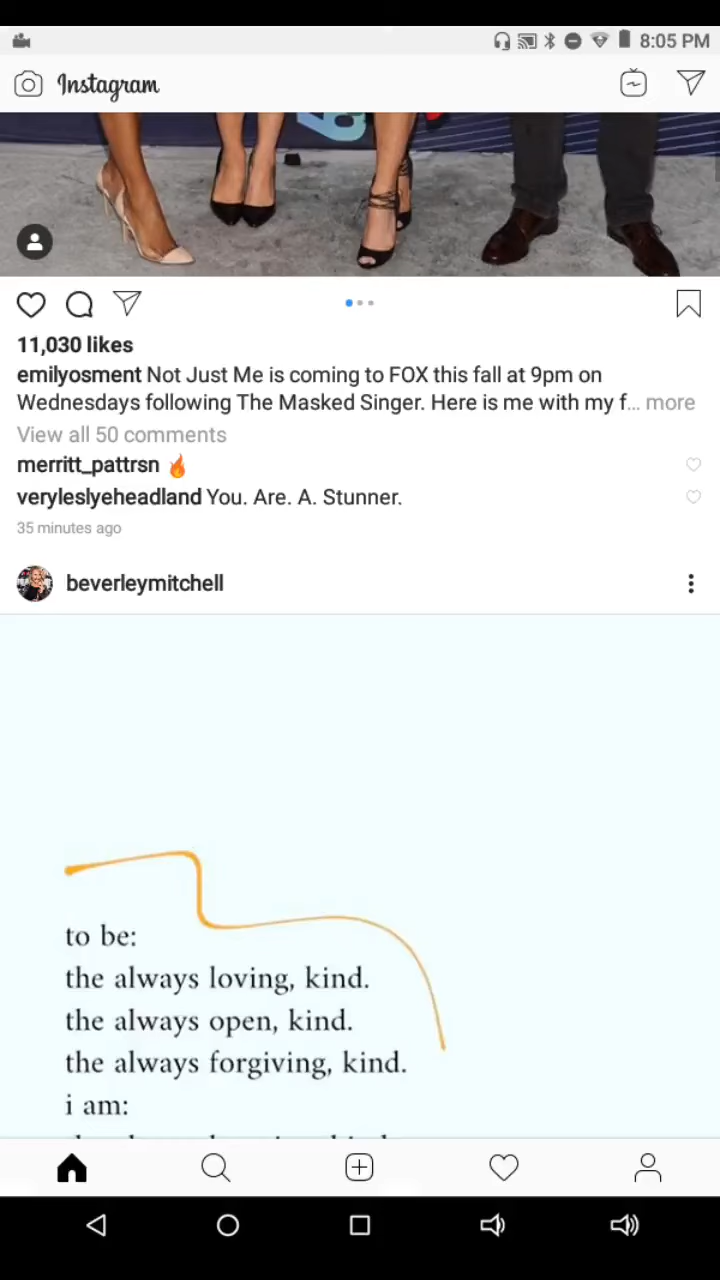 8:05 PM
Instagram
11,030 likes
emilyosment Not Just Me is coming to FOX this fall at 9pm on
Wednesdays following The Masked Singer. Here is me with my f... more
View all 50 comments
merritt_pattrsn 🔥
veryleslyeheadland You. Are. A. Stunner.
35 minutes ago
beverleymitchell
to be:
the always loving, kind.
the always open, kind.
the always forgiving, kind.
i am: